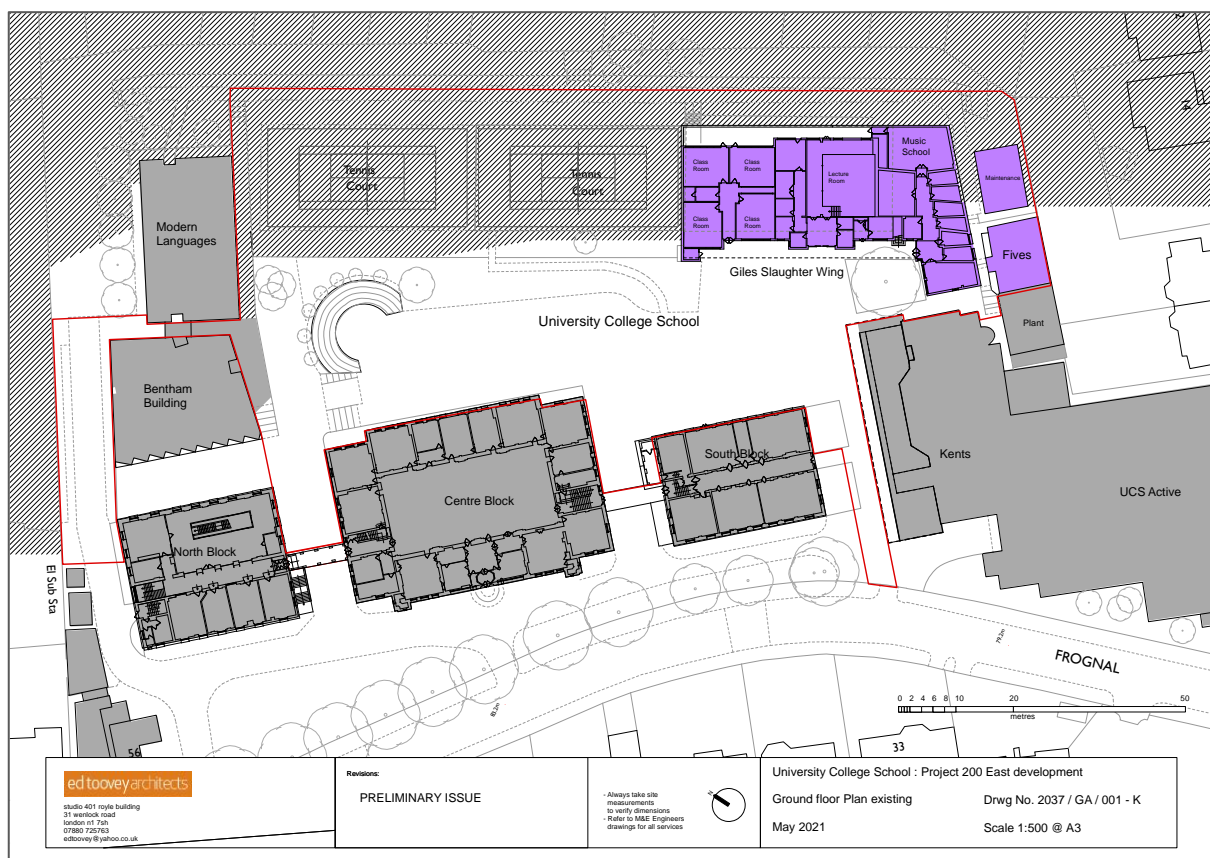 14
Music
School
Class
Room
Class
Room
Lecture
Room
Maintenance
Tennis
Court
Tennis
Court
Class
Room
Class
Room
Modern
Languages
Fives
Giles Slaughter Wing
University College School
Plant
Bentham
Building
South Block
Kents
UCS Active
Centre Block
North Block
El Sub Sta
79.2m
FROGNAL
0 2 4 6 8 10 20 50
metres
56
33
ed toovey architects
studio 401 royle building
31 wenlock road
london n1 7sh
07880 725763
edtoovey@yahoo.co.uk
Revisions:
PRELIMINARY ISSUE
- Always take site
measurements
to verify dimensions
- Refer to M&E Engineers
drawings for all services
N
University College School : Project 200 East development
Ground floor Plan existing
Drwg No. 2037 / GA / 001 - K
May 2021
Scale 1:500 @ A3